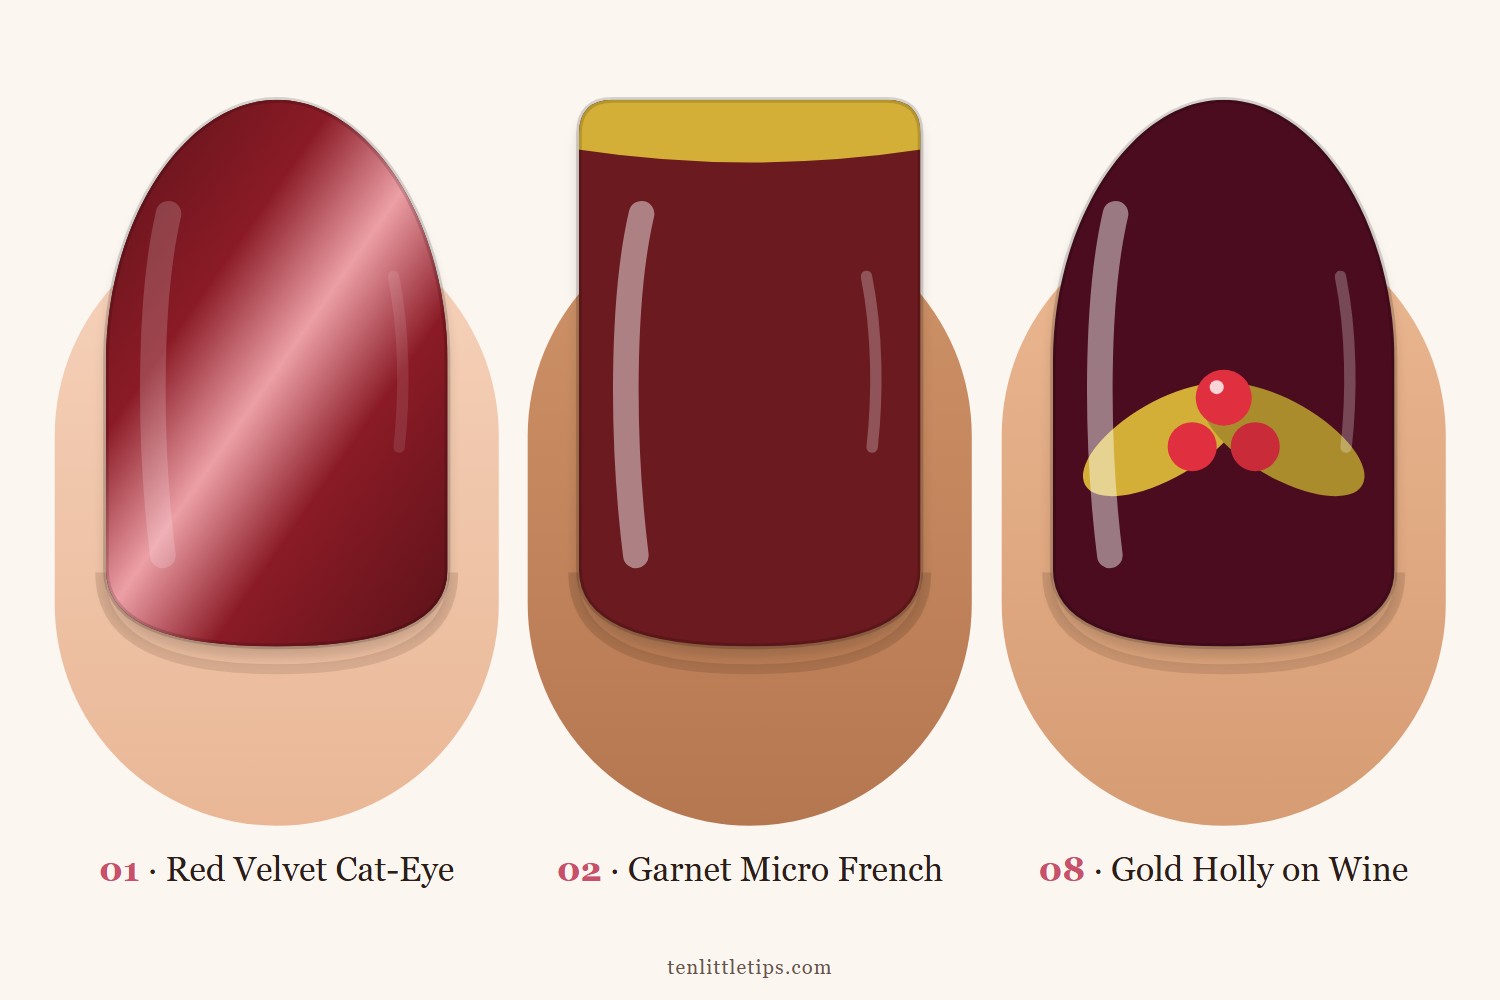 01 · Red Velvet Cat-Eye
02 · Garnet Micro French
08 · Gold Holly on Wine
tenlittletips.com